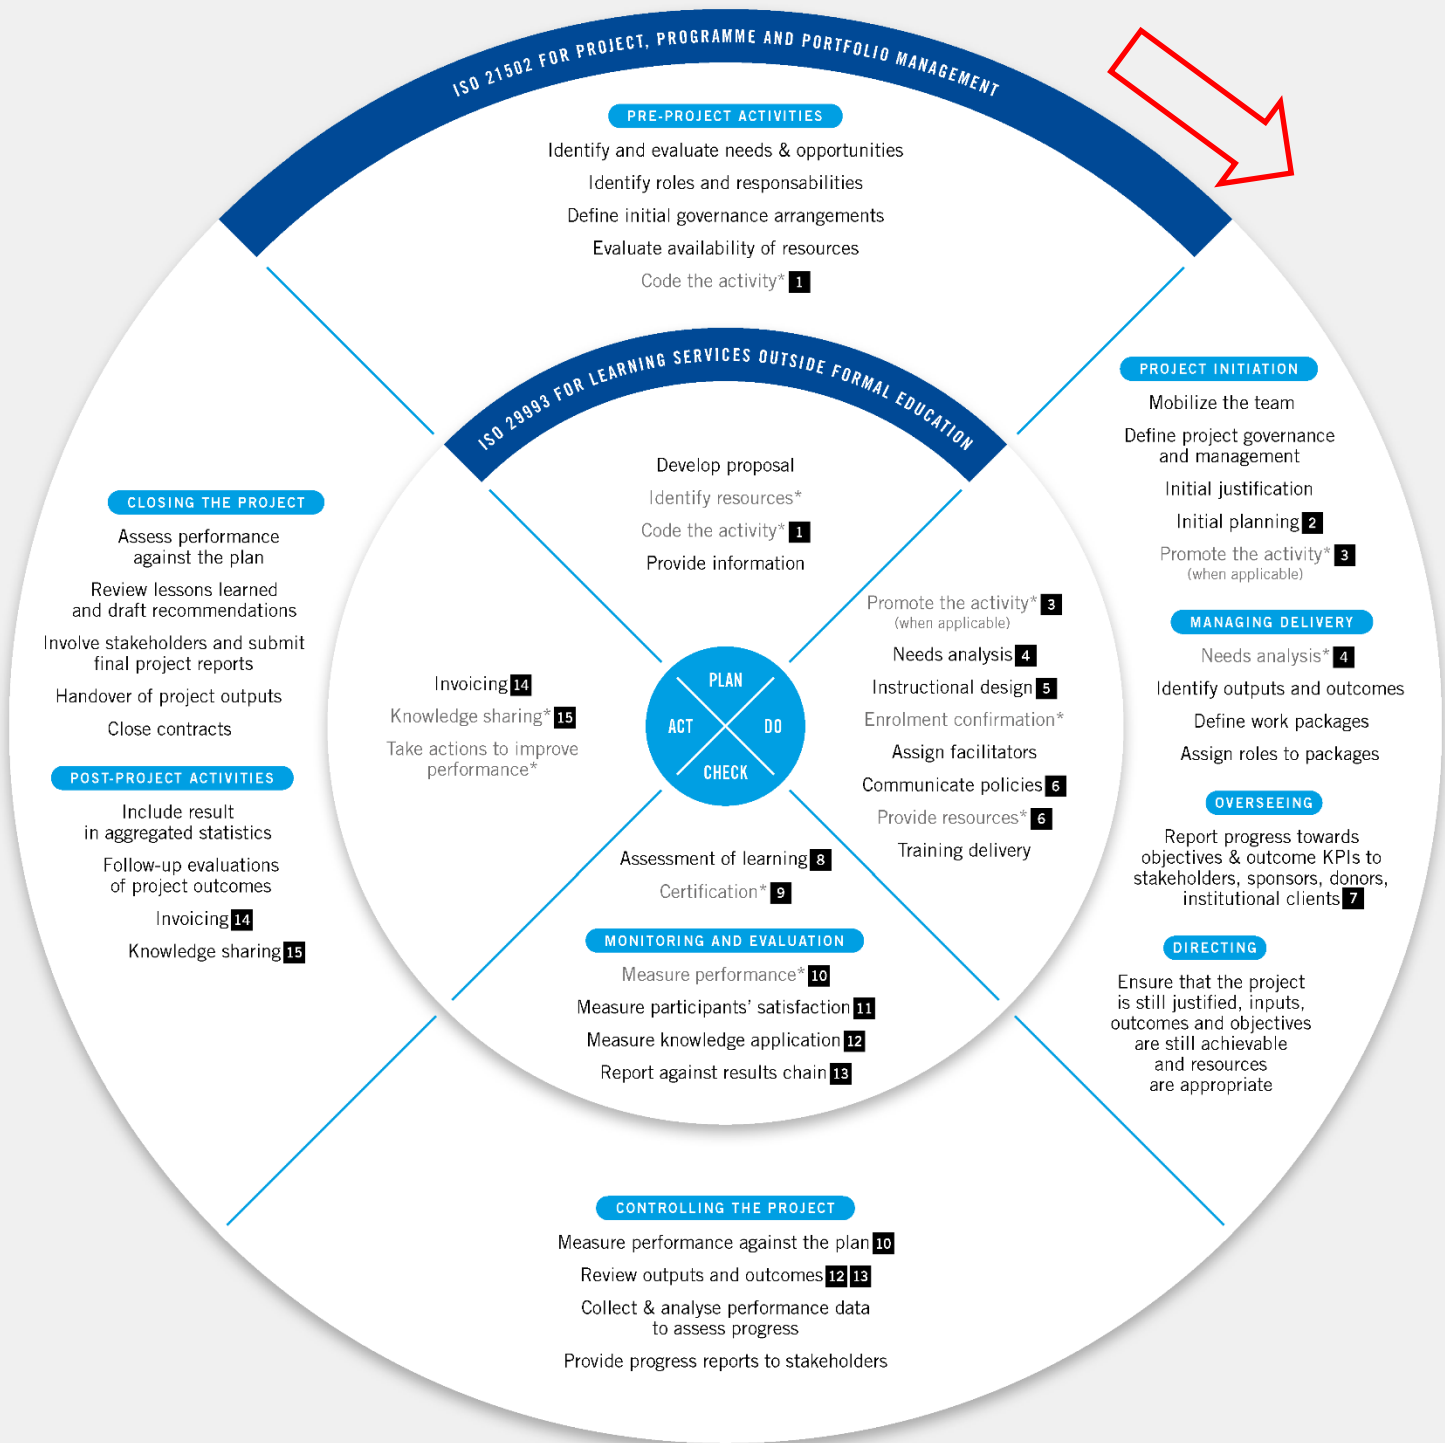 ISO 21502 FOR PROJECT, PROGRAMME AND PORTFOLIO MANAGEMENT
PRE-PROJECT ACTIVITIES
Identify and evaluate needs & opportunities
Identify roles and responsabilities
Define initial governance arrangements
Evaluate availability of resources
Code the activity* 1
PROJECT INITIATION
Mobilize the team
Define project governance
and management
Initial justification
Initial planning 2
Promote the activity* 3
(when applicable)
MANAGING DELIVERY
Needs analysis* 4
Identify outputs and outcomes
Define work packages
Assign roles to packages
OVERSEEING
Report progress towards
objectives & outcome KPIs to
stakeholders, sponsors, donors,
institutional clients 7
DIRECTING
Ensure that the project
is still justified, inputs,
outcomes and objectives
are still achievable
and resources
are appropriate
CONTROLLING THE PROJECT
Measure performance against the plan 10
Review outputs and outcomes 12 13
Collect & analyse performance data
to assess progress
Provide progress reports to stakeholders
CLOSING THE PROJECT
Assess performance
against the plan
Review lessons learned
and draft recommendations
Involve stakeholders and submit
final project reports
Handover of project outputs
Close contracts
POST-PROJECT ACTIVITIES
Include result
in aggregated statistics
Follow-up evaluations
of project outcomes
Invoicing 14
Knowledge sharing 15
ISO 29993 FOR LEARNING SERVICES OUTSIDE FORMAL EDUCATION
Develop proposal
Identify resources*
Code the activity* 1
Provide information
Promote the activity* 3
(when applicable)
Needs analysis 4
Instructional design 5
Enrolment confirmation*
Assign facilitators
Communicate policies 6
Provide resources* 6
Training delivery
Assessment of learning 8
Certification* 9
MONITORING AND EVALUATION
Measure performance* 10
Measure participants' satisfaction 11
Measure knowledge application 12
Report against results chain 13
Invoicing 14
Knowledge sharing* 15
Take actions to improve
performance*
PLAN
DO
CHECK
ACT